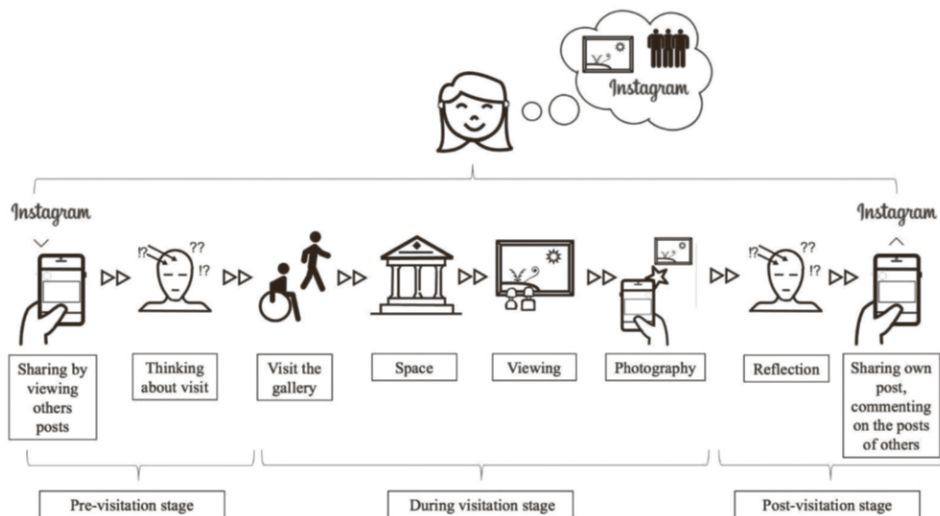 Instagram
Instagram
Instagram
!?
??
!?
!?
??
!?
Sharing by
viewing
others
posts
Thinking
about visit
Visit the
gallery
Space
Viewing
Photography
Reflection
Sharing own
post,
commenting
on the posts
of others
Pre-visitation stage
During visitation stage
Post-visitation stage